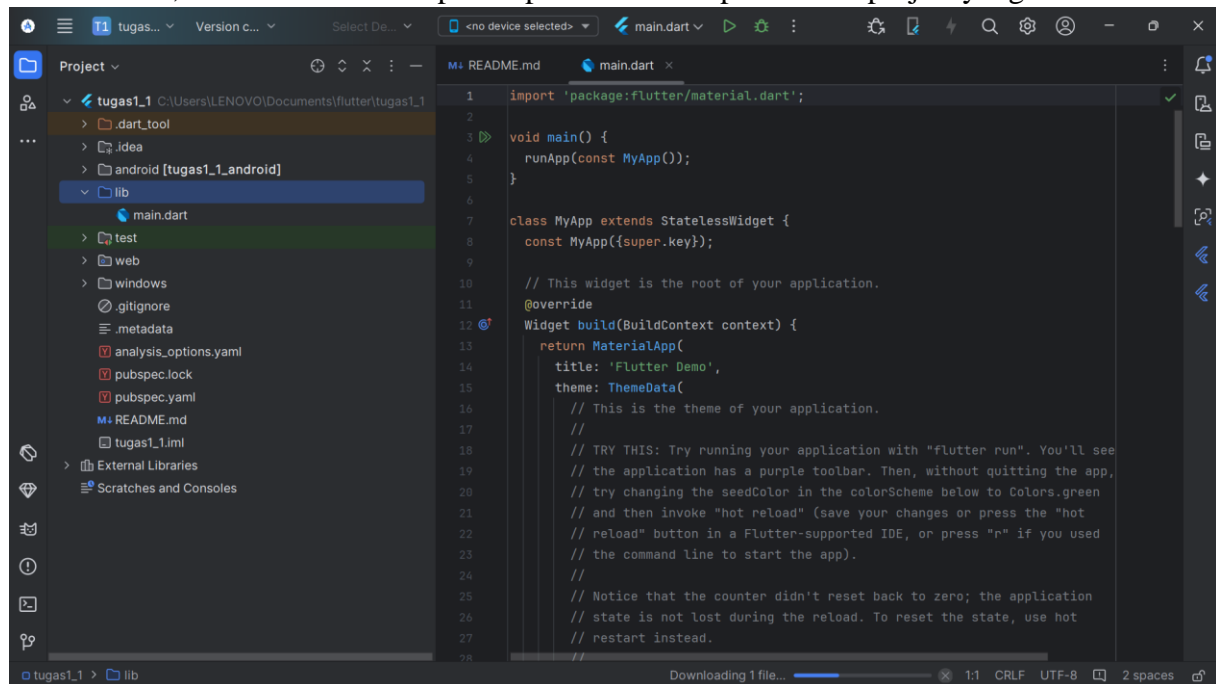 T1 tugas... Version c... Select De... <no device selected> main.dart
Project
README.md main.dart
tugas1_1 C:\Users\LENOVO\Documents\flutter\tugas1_1
.dart_tool
.idea
android [tugas1_1_android]
lib
main.dart
test
web
windows
.gitignore
.metadata
analysis_options.yaml
pubspec.lock
pubspec.yaml
README.md
tugas1_1.iml
External Libraries
Scratches and Consoles
1 import 'package:flutter/material.dart';
2
3 void main() {
4 runApp(const MyApp());
5 }
6
7 class MyApp extends StatelessWidget {
8 const MyApp({super.key});
9
10 // This widget is the root of your application.
11 @override
12 Widget build(BuildContext context) {
13 return MaterialApp(
14 title: 'Flutter Demo',
15 theme: ThemeData(
16 // This is the theme of your application.
17 //
18 // TRY THIS: Try running your application with "flutter run". You'll see
19 // the application has a purple toolbar. Then, without quitting the app,
20 // try changing the seedColor in the colorScheme below to Colors.green
21 // and then invoke "hot reload" (save your changes or press the "hot
22 // reload" button in a Flutter-supported IDE, or press "r" if you used
23 // the command line to start the app).
24 //
25 // Notice that the counter didn't reset back to zero; the application
26 // state is not lost during the reload. To reset the state, use hot
27 // restart instead.
28 //
tugas1_1 > lib Downloading 1 file... 1:1 CRLF UTF-8 2 spaces